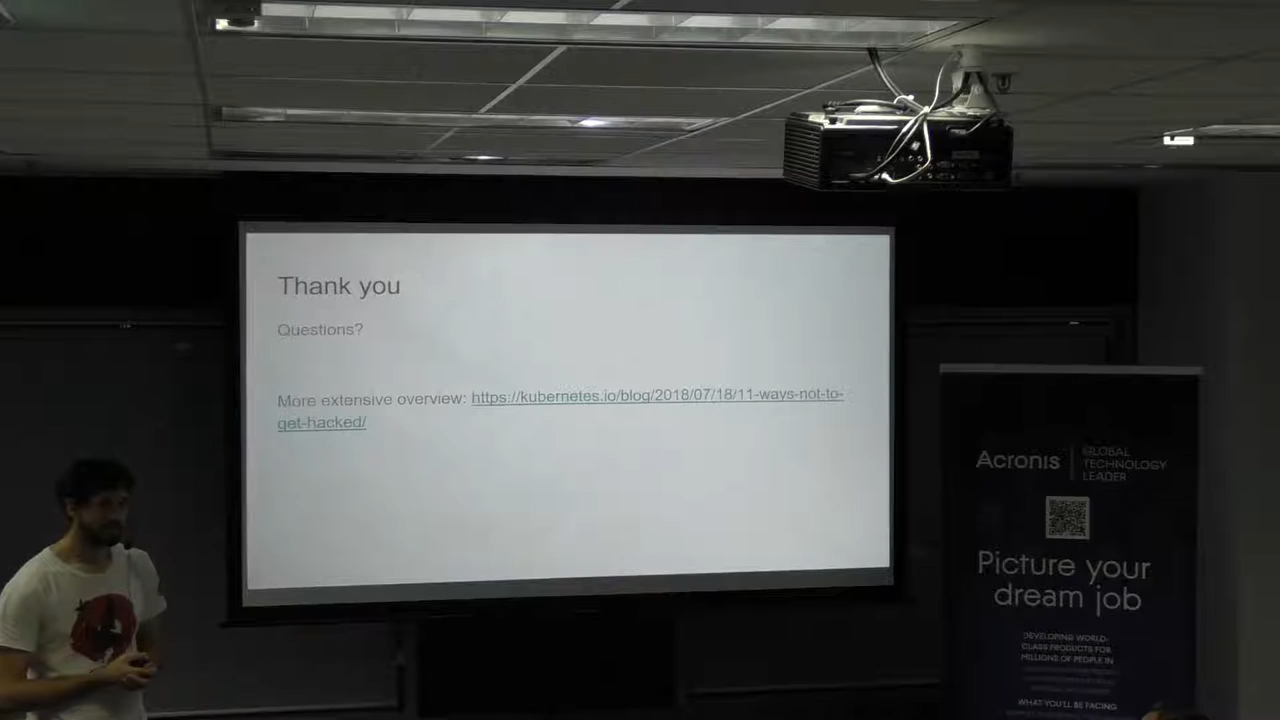 Thank you
Questions?
More extensive overview: https://kubernetes.io/blog/2018/07/18/11-ways-not-to-
get-hacked/
Acronis
GLOBAL
TECHNOLOGY
LEADER
Picture your
dream job
DEVELOPING WORLD-
CLASS PRODUCTS FOR
MILLIONS OF PEOPLE IN
WHAT YOU'LL BE FACING